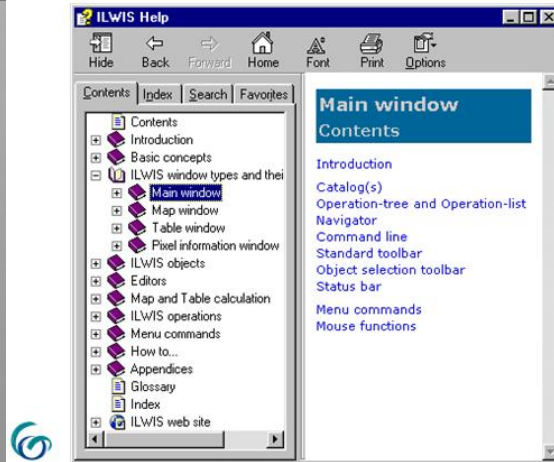 ILWIS Help
Hide Back Forward Home Font Print Options
Contents Index Search Favorites
Contents
Introduction
Basic concepts
ILWIS window types and thei
Main window
Map window
Table window
Pixel information window
ILWIS objects
Editors
Map and Table calculation
ILWIS operations
Menu commands
How to...
Appendices
Glossary
Index
ILWIS web site
Main window
Contents
Introduction
Catalog(s)
Operation-tree and Operation-list
Navigator
Command line
Standard toolbar
Object selection toolbar
Status bar
Menu commands
Mouse functions